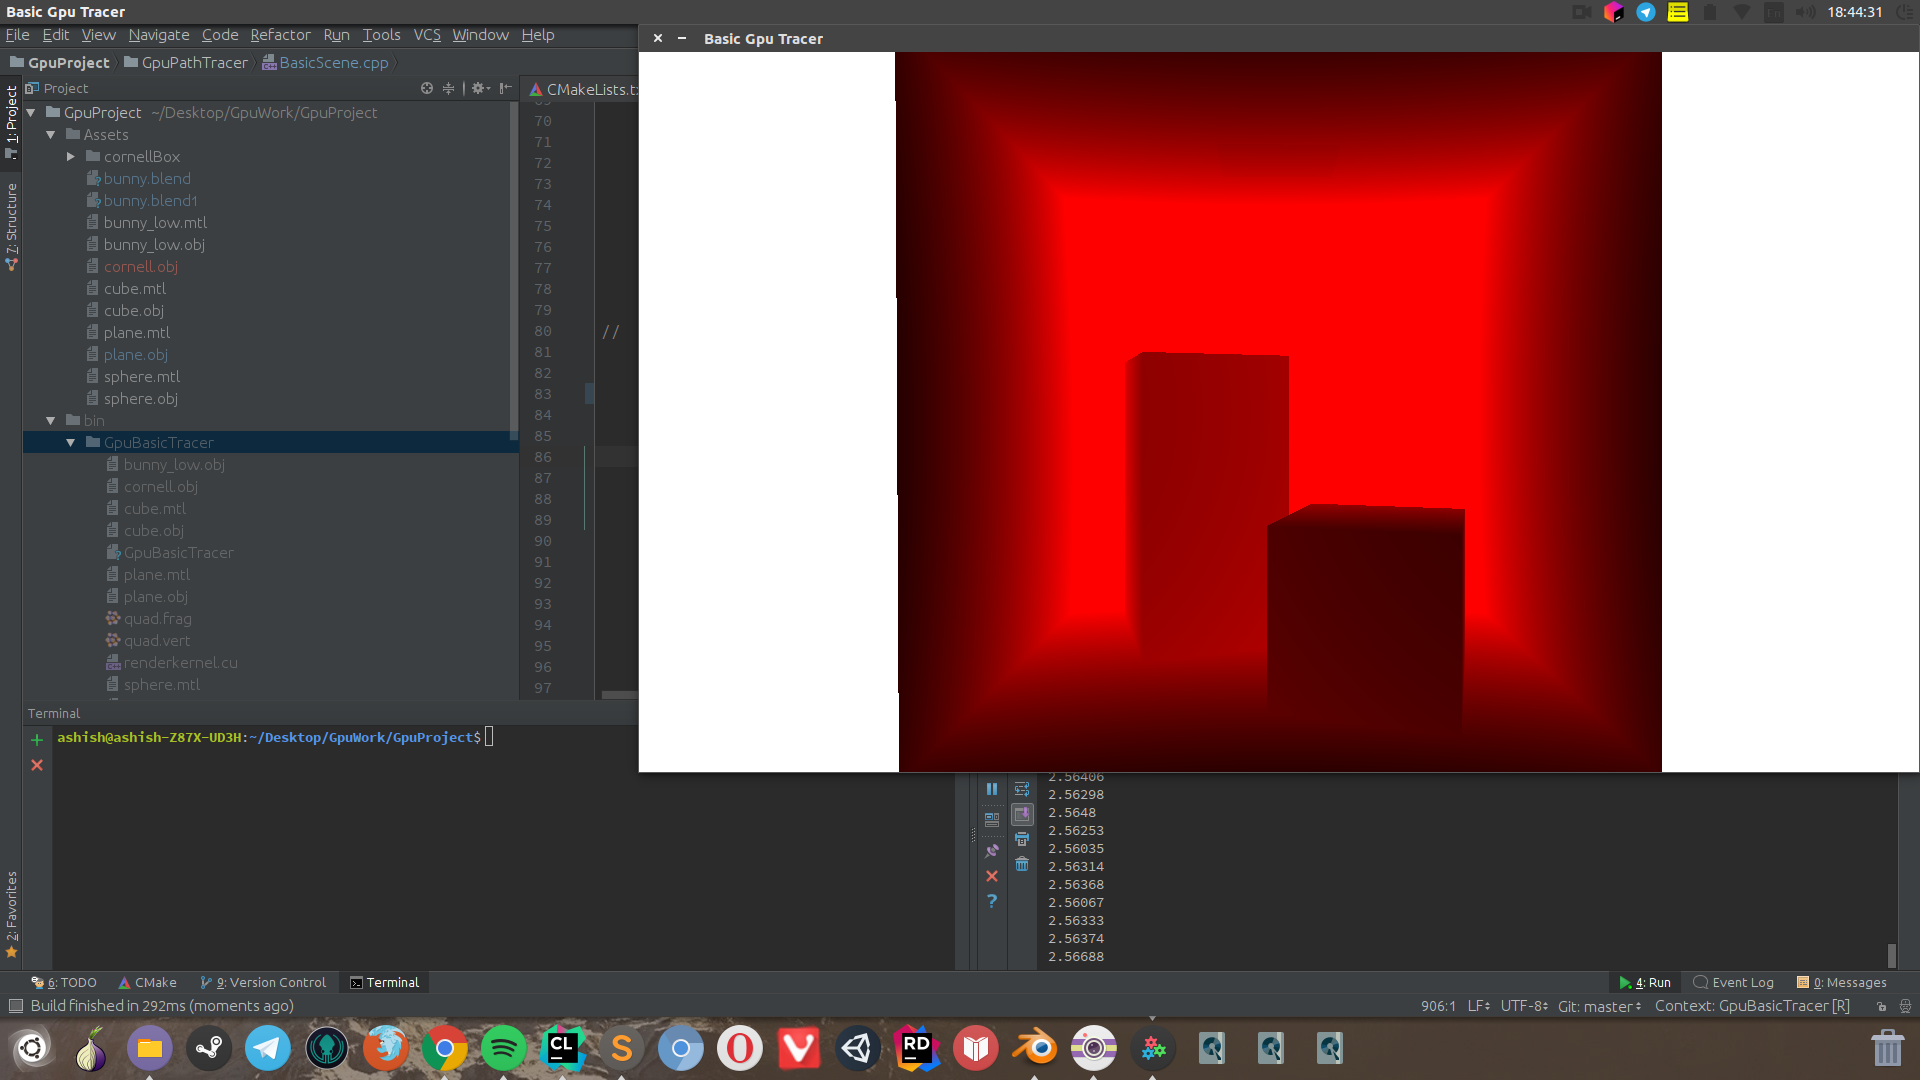 Basic Gpu Tracer
18:44:31
File Edit View Navigate Code Refactor Run Tools VCS Window Help
Basic Gpu Tracer
GpuProject GpuPathTracer BasicScene.cpp
Project
CMakeLists.tx
1: Project
7: Structure
2: Favorites
GpuProject ~/Desktop/GpuWork/GpuProject
Assets
cornellBox
bunny.blend
bunny.blend1
bunny_low.mtl
bunny_low.obj
cornell.obj
cube.mtl
cube.obj
plane.mtl
plane.obj
sphere.mtl
sphere.obj
bin
GpuBasicTracer
bunny_low.obj
cornell.obj
cube.mtl
cube.obj
GpuBasicTracer
plane.mtl
plane.obj
quad.frag
quad.vert
renderkernel.cu
sphere.mtl
70
71
72
73
74
75
76
77
78
79
80 //
81
82
83
84
85
86
87
88
89
90
91
92
93
94
95
96
97
Terminal
ashish@ashish-Z87X-UD3H:~/Desktop/GpuWork/GpuProject$
2.56406
2.56298
2.5648
2.56253
2.56035
2.56314
2.56368
2.56067
2.56333
2.56374
2.56688
6: TODO CMake 9: Version Control Terminal 4: Run Event Log 0: Messages
Build finished in 292ms (moments ago) 906:1 LF UTF-8 Git: master Context: GpuBasicTracer [R]
CL
S
RD